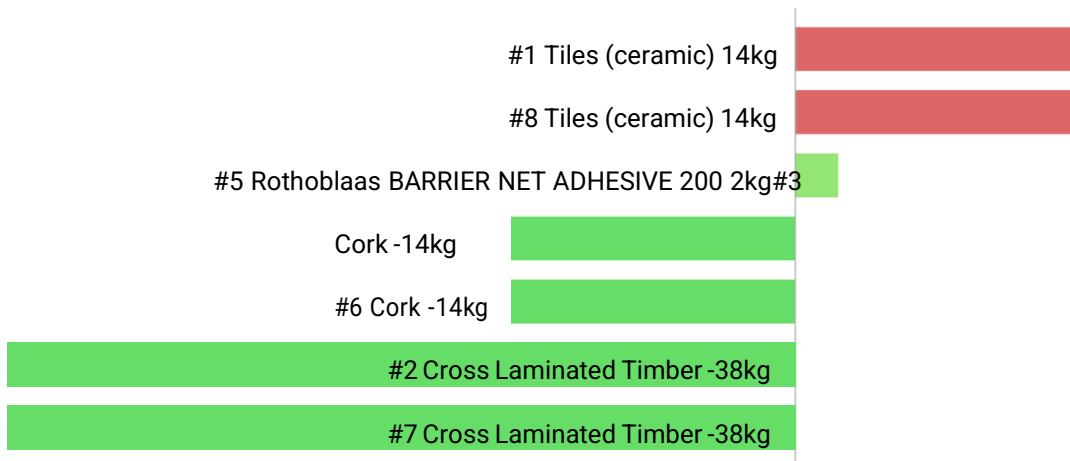 #1 Tiles (ceramic) 14kg
#8 Tiles (ceramic) 14kg
#5 Rothoblaas BARRIER NET ADHESIVE 200 2kg#3
Cork -14kg
#6 Cork -14kg
#2 Cross Laminated Timber -38kg
#7 Cross Laminated Timber -38kg